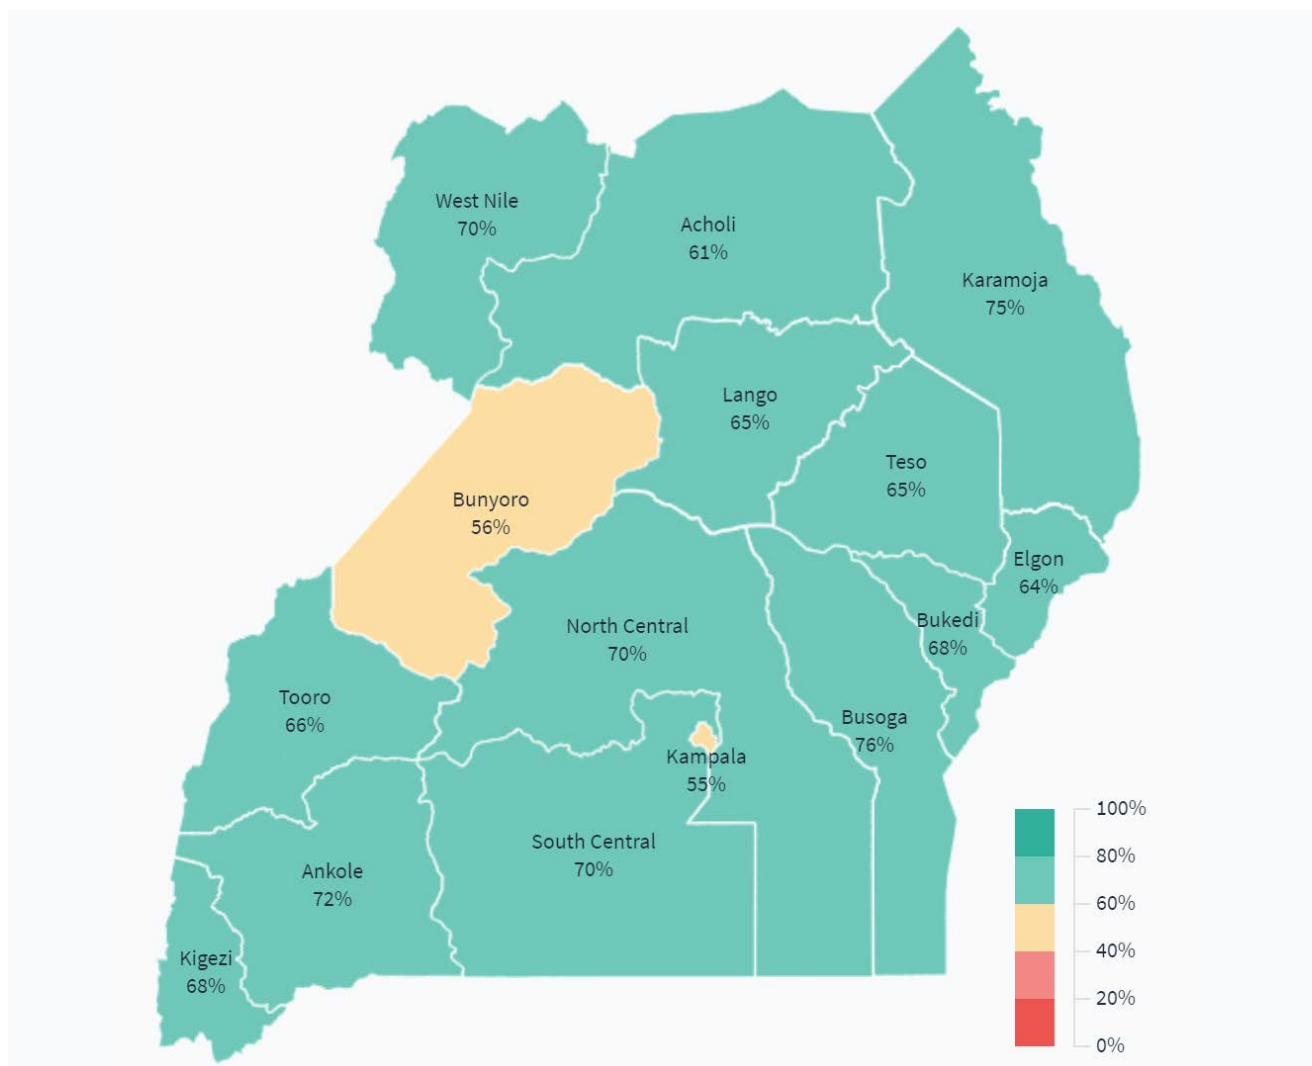 West Nile
70%
Acholi
61%
Karamoja
75%
Lango
65%
Teso
65%
Bunyoro
56%
Elgon
64%
Bukedi
68%
North Central
70%
Tooro
66%
Busoga
76%
Kampala
55%
South Central
70%
Ankole
72%
Kigezi
68%
100%
80%
60%
40%
20%
0%